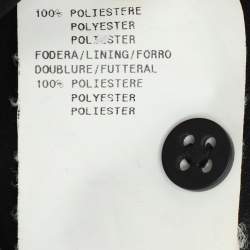 100% POLIESTERE
POLYESTER
POLIESTER
FODERA/LINING/FORRO
DOUBLURE/FUTTERAL
100% POLIESTERE
POLYESTER
POLIESTER